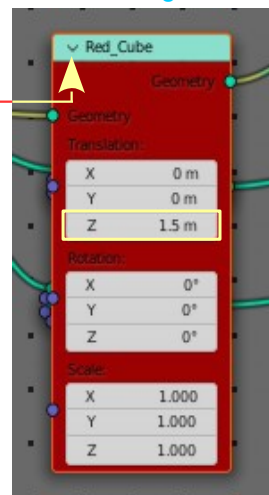 Red_Cube
Geometry
Geometry
Translation:
X 0 m
Y 0 m
Z 1.5 m
Rotation:
X 0°
Y 0°
Z 0°
Scale:
X 1.000
Y 1.000
Z 1.000